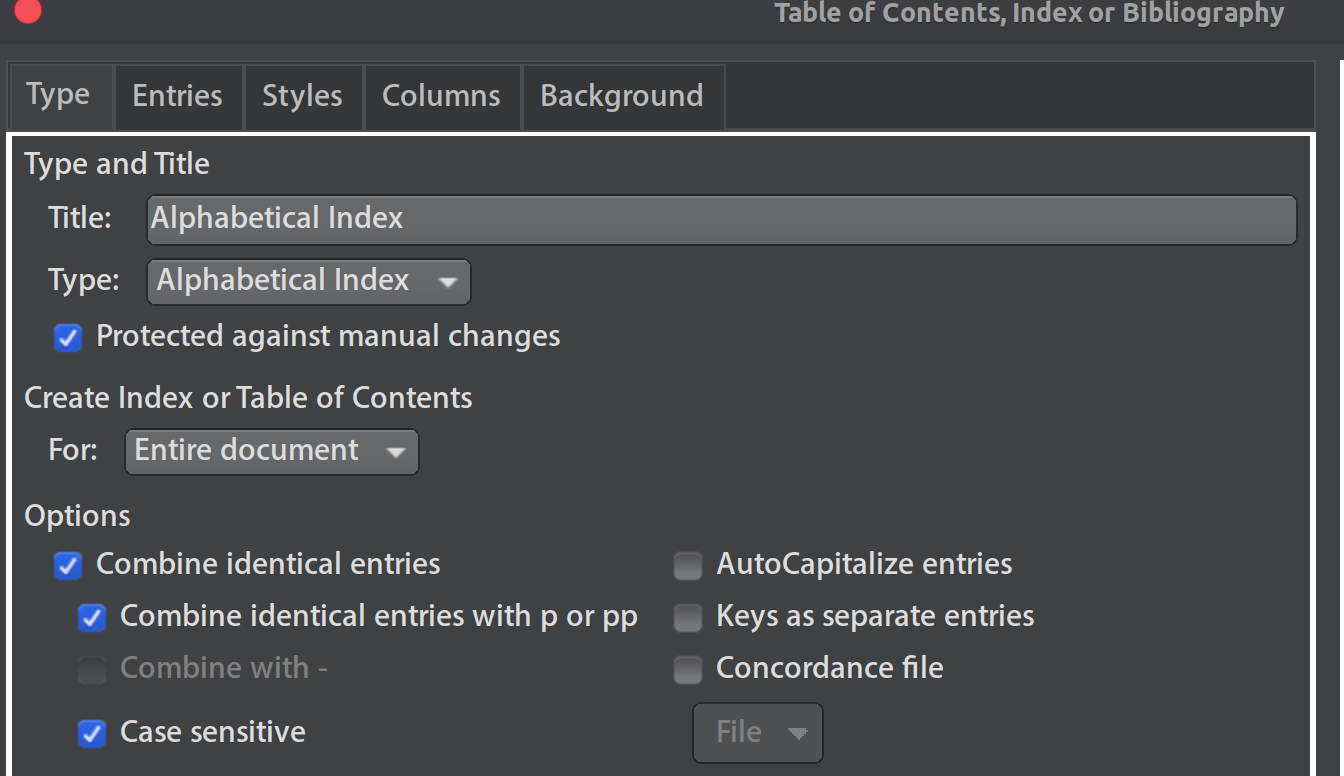 Table of Contents, Index or Bibliography
Type Entries Styles Columns Background
Type and Title
Title: Alphabetical Index
Type: Alphabetical Index
Protected against manual changes
Create Index or Table of Contents
For: Entire document
Options
Combine identical entries AutoCapitalize entries
Combine identical entries with p or pp Keys as separate entries
Combine with - Concordance file
Case sensitive File